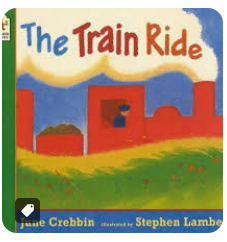 The Train Ride
June Crebbin illustrated by Stephen Lambe